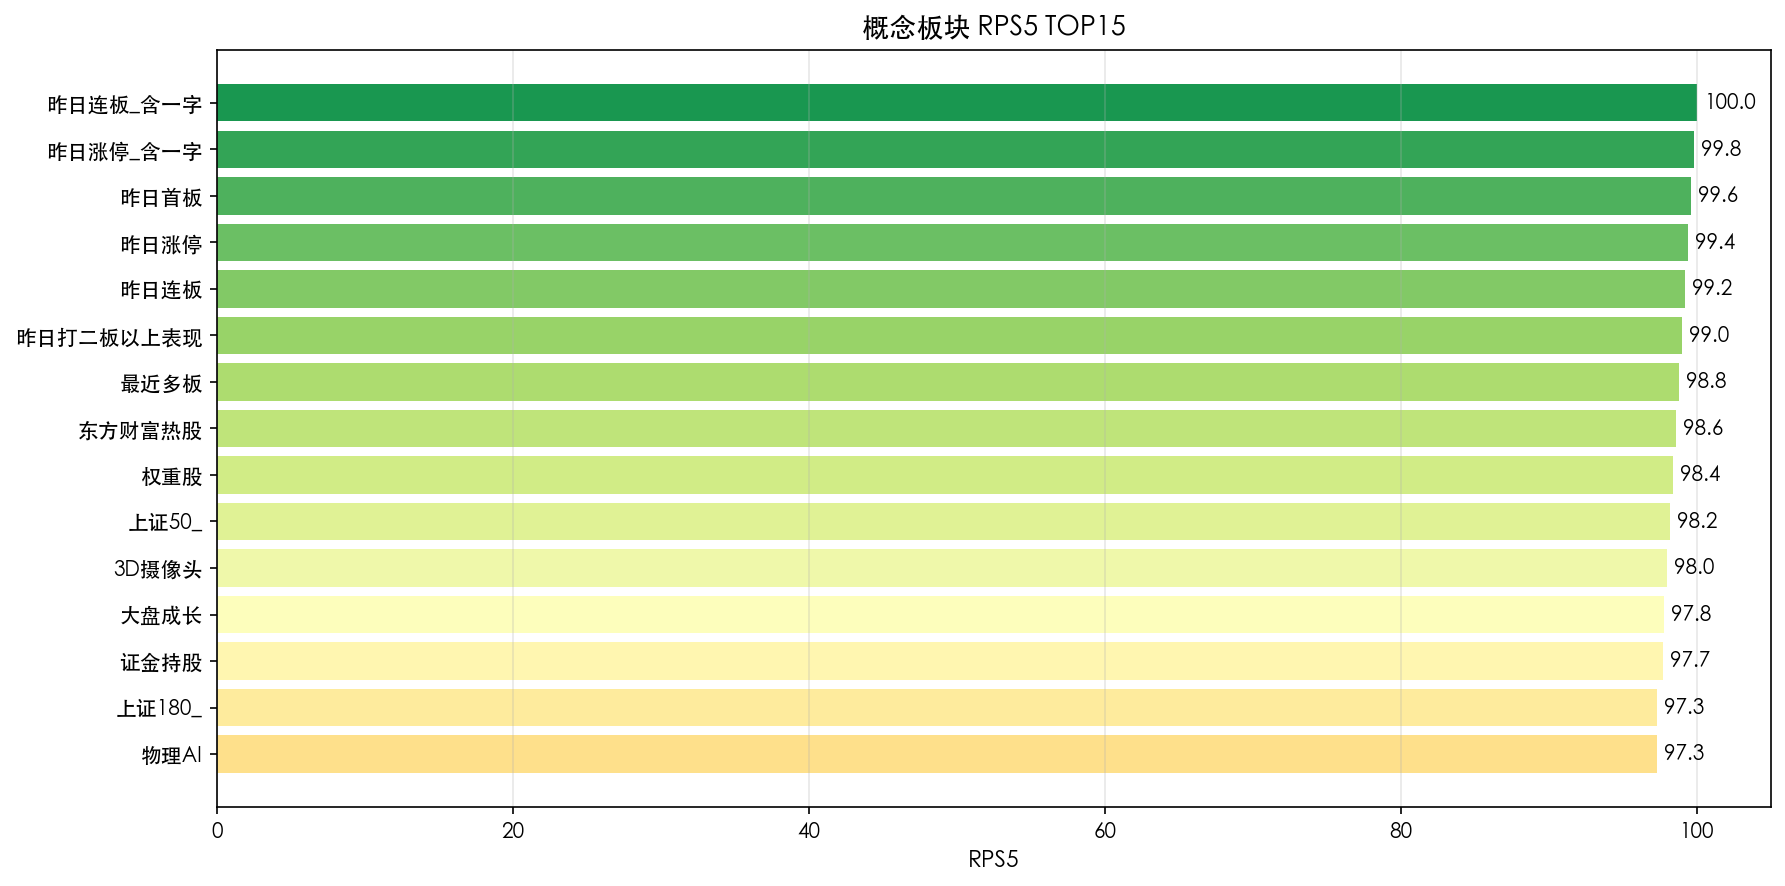 概念板块 RPS5 TOP15
昨日连板_含一字 100.0
昨日涨停_含一字 99.8
昨日首板 99.6
昨日涨停 99.4
昨日连板 99.2
昨日打二板以上表现 99.0
最近多板 98.8
东方财富热股 98.6
权重股 98.4
上证50_ 98.2
3D摄像头 98.0
大盘成长 97.8
证金持股 97.7
上证180_ 97.3
物理AI 97.3
0 20 40 60 80 100
RPS5